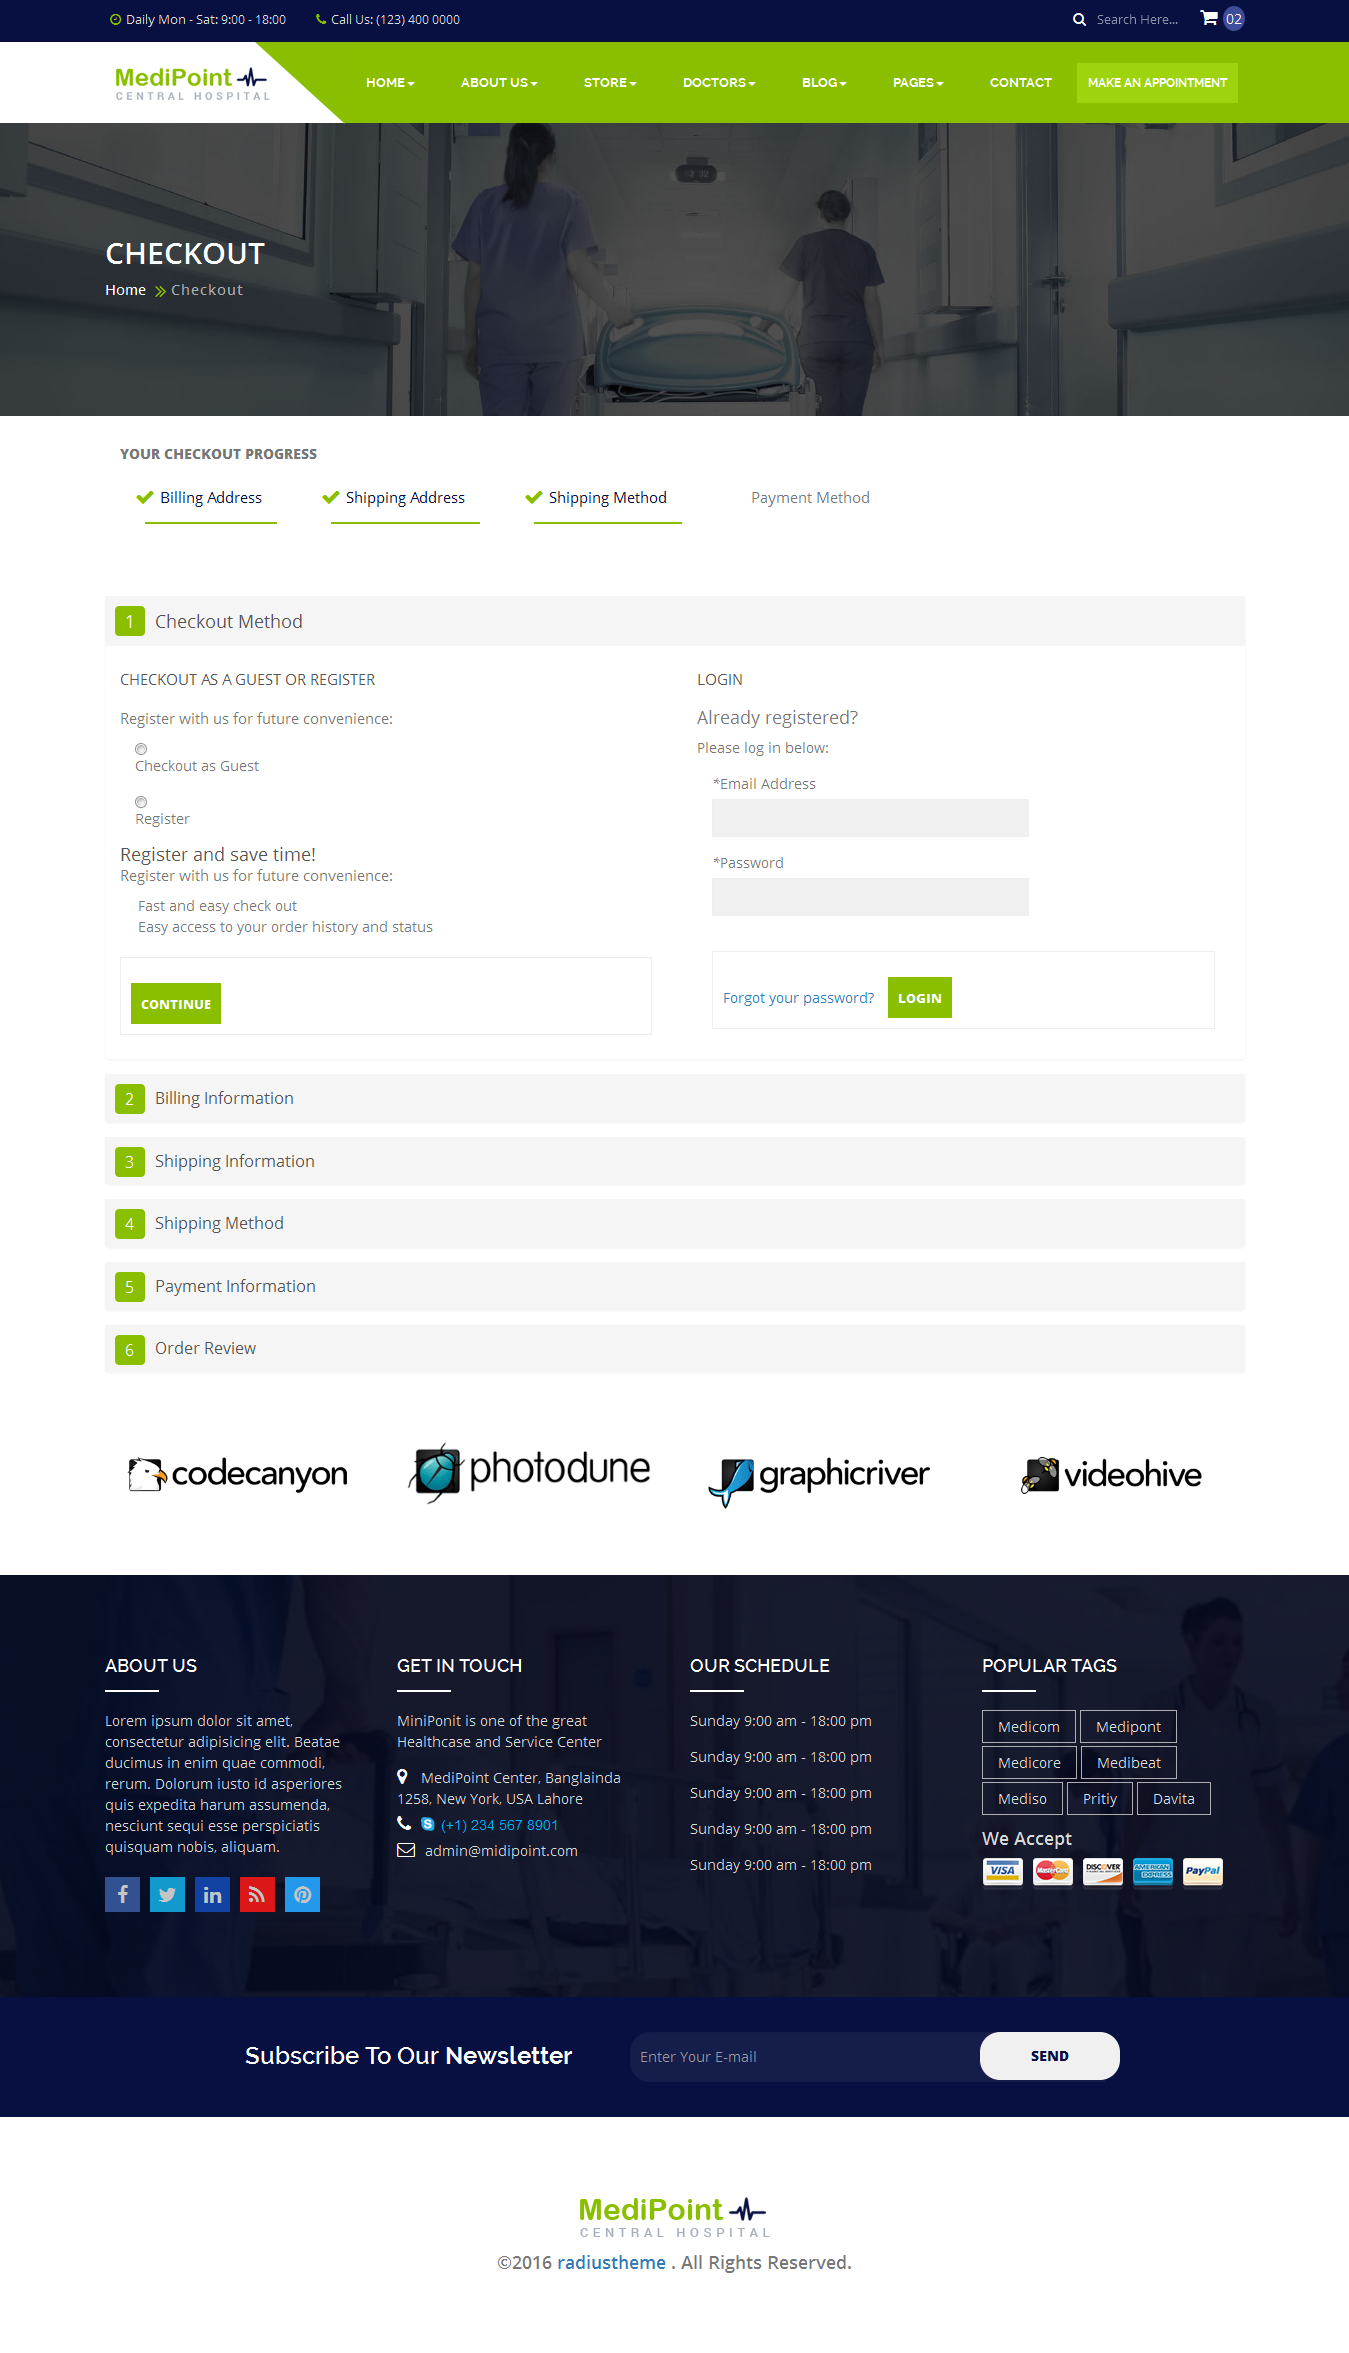 Daily Mon - Sat: 9:00 - 18:00 Call Us: (123) 400 0000 Search Here... 02
MediPoint
CENTRAL HOSPITAL
HOME ABOUT US STORE DOCTORS BLOG PAGES CONTACT MAKE AN APPOINTMENT
CHECKOUT
Home Checkout
YOUR CHECKOUT PROGRESS
Billing Address Shipping Address Shipping Method Payment Method
1 Checkout Method
CHECKOUT AS A GUEST OR REGISTER
Register with us for future convenience:
Checkout as Guest
Register
Register and save time!
Register with us for future convenience:
Fast and easy check out
Easy access to your order history and status
CONTINUE
LOGIN
Already registered?
Please log in below:
*Email Address
*Password
Forgot your password? LOGIN
2 Billing Information
3 Shipping Information
4 Shipping Method
5 Payment Information
6 Order Review
codecanyon photodune graphicriver videohive
ABOUT US
Lorem ipsum dolor sit amet,
consectetur adipisicing elit. Beatae
ducimus in enim quae commodi,
rerum. Dolorum iusto id asperiores
quis expedita harum assumenda,
nesciunt sequi esse perspiciatis
quisquam nobis, aliquam.
GET IN TOUCH
MiniPonit is one of the great
Healthcase and Service Center
MediPoint Center, Banglainda
1258, New York, USA Lahore
(+1) 234 567 8901
admin@midipoint.com
OUR SCHEDULE
Sunday 9:00 am - 18:00 pm
Sunday 9:00 am - 18:00 pm
Sunday 9:00 am - 18:00 pm
Sunday 9:00 am - 18:00 pm
Sunday 9:00 am - 18:00 pm
POPULAR TAGS
Medicom Medipont
Medicore Medibeat
Mediso Pritiy Davita
We Accept
VISA MasterCard DISCOVER AMERICAN EXPRESS PayPal
Subscribe To Our Newsletter Enter Your E-mail SEND
MediPoint
CENTRAL HOSPITAL
©2016 radiustheme . All Rights Reserved.